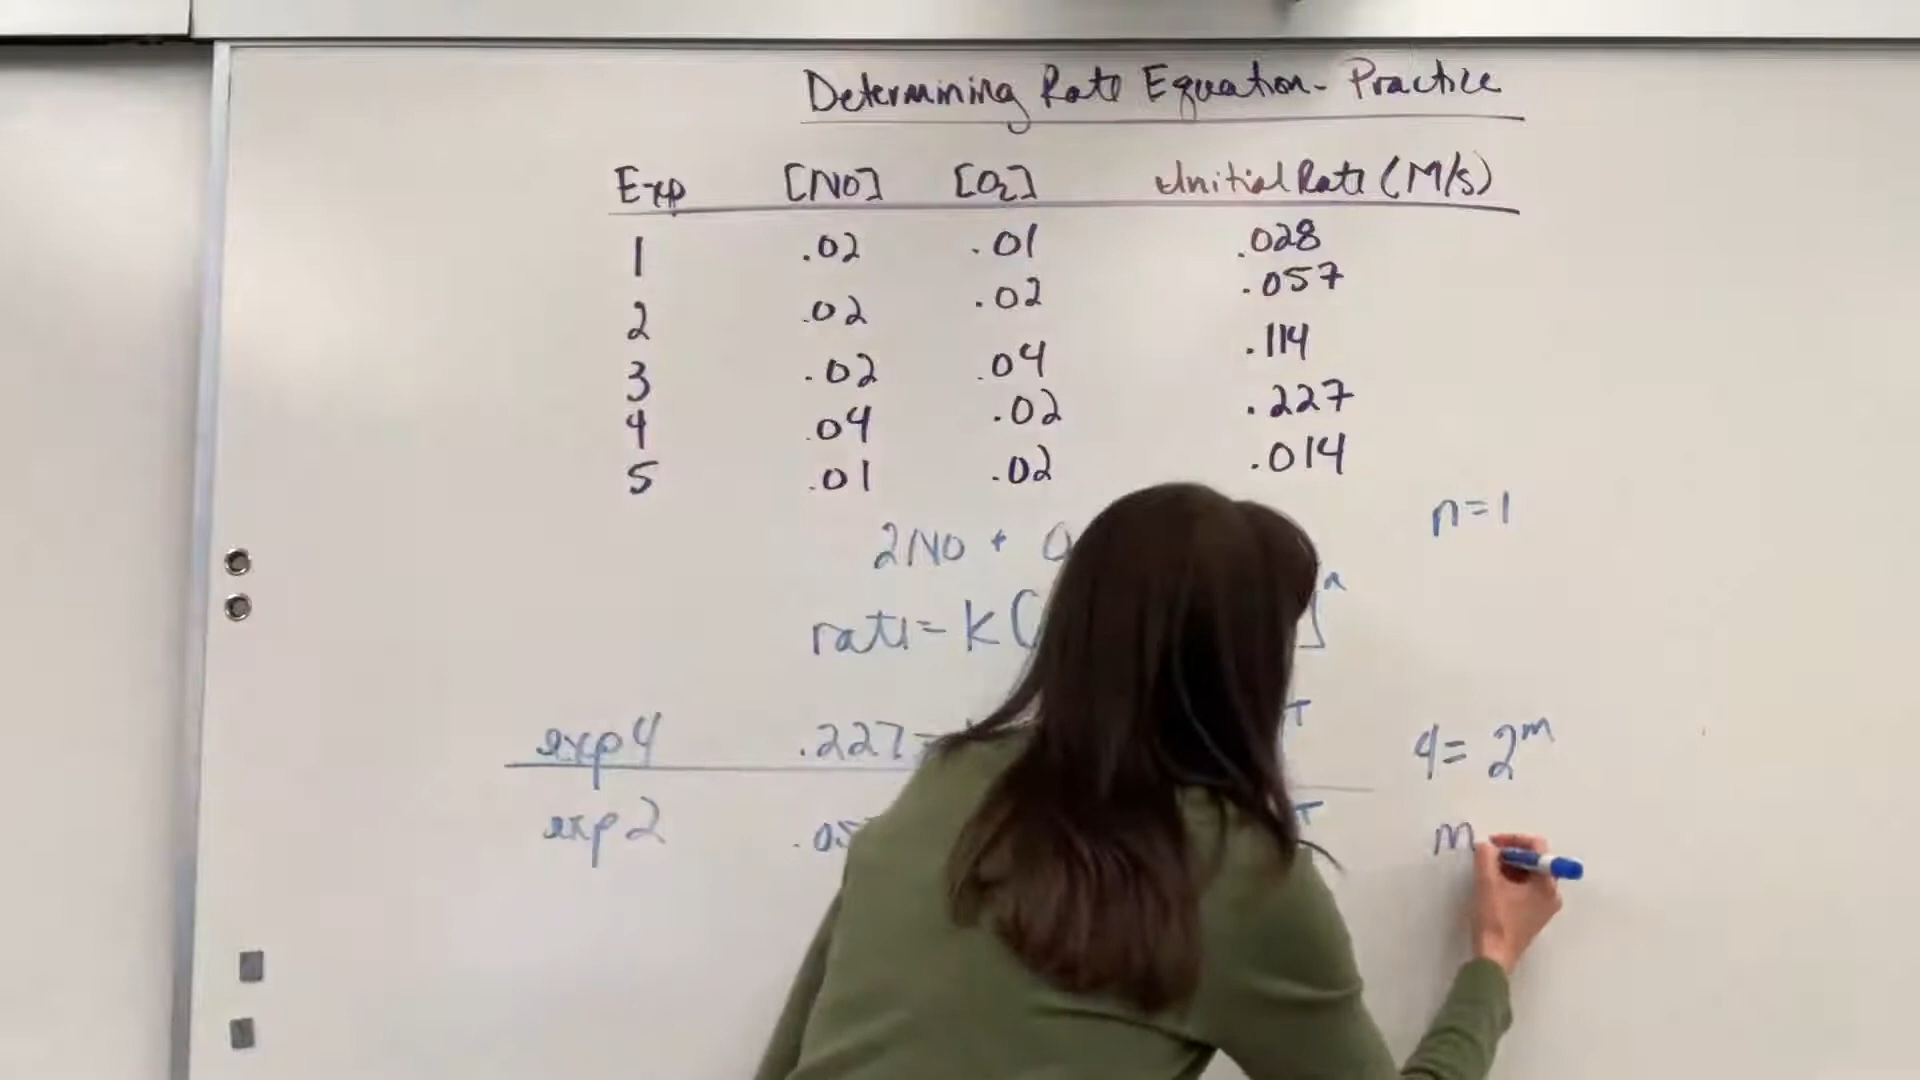 Determining Rate Equation - Practice
Exp [NO] [O2] Initial Rate (M/s)
1 .02 .01 .028
2 .02 .02 .057
3 .02 .04 .114
4 .04 .02 .227
5 .01 .02 .014
n=1
2NO +
rate = k[ ]n
exp 4 .227 = 4 = 2m
exp 2 .05 m